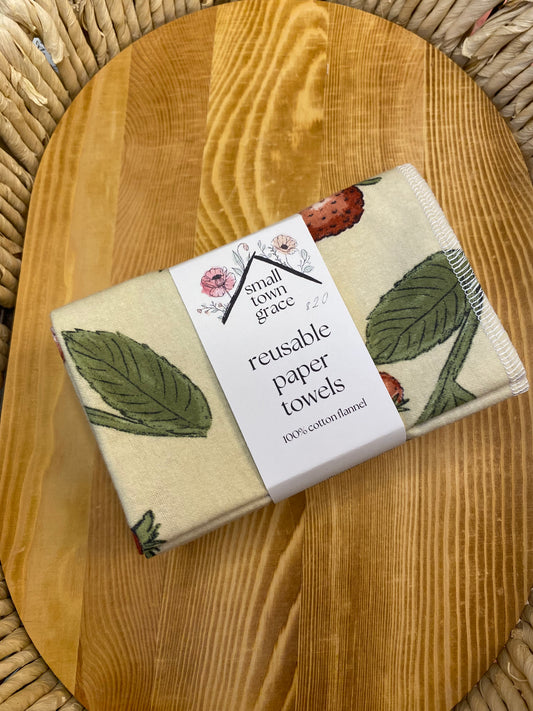 small
town
grace
$20
reusable
paper
towels
100% cotton flannel